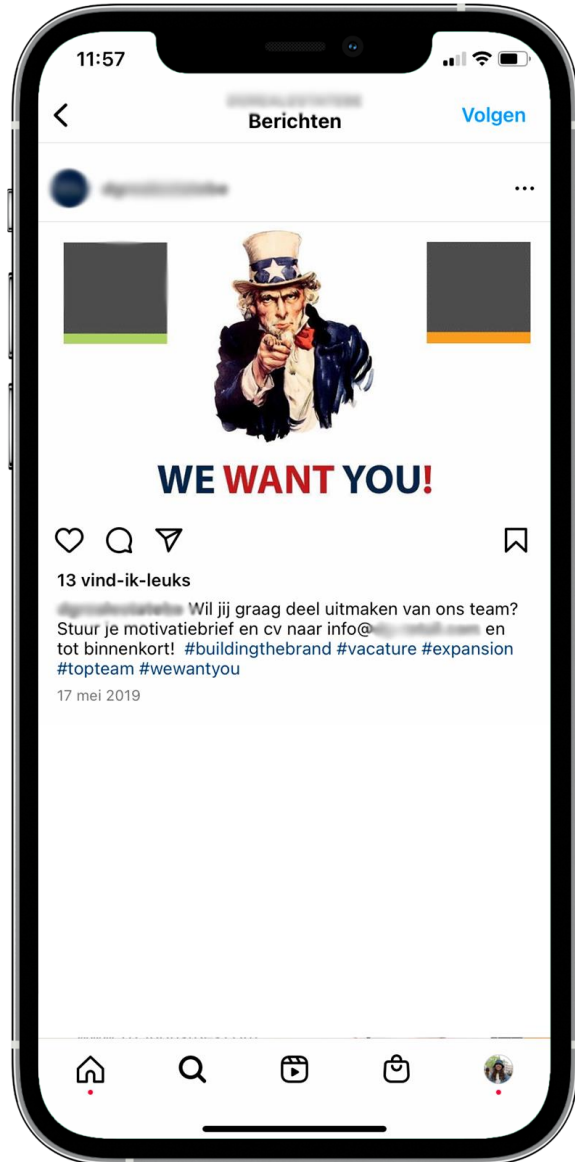 11:57
Berichten
Volgen
WE WANT YOU!
13 vind-ik-leuks
Wil jij graag deel uitmaken van ons team?
Stuur je motivatiebrief en cv naar info@ en
tot binnenkort! #buildingthebrand #vacature #expansion
#topteam #wewantyou
17 mei 2019